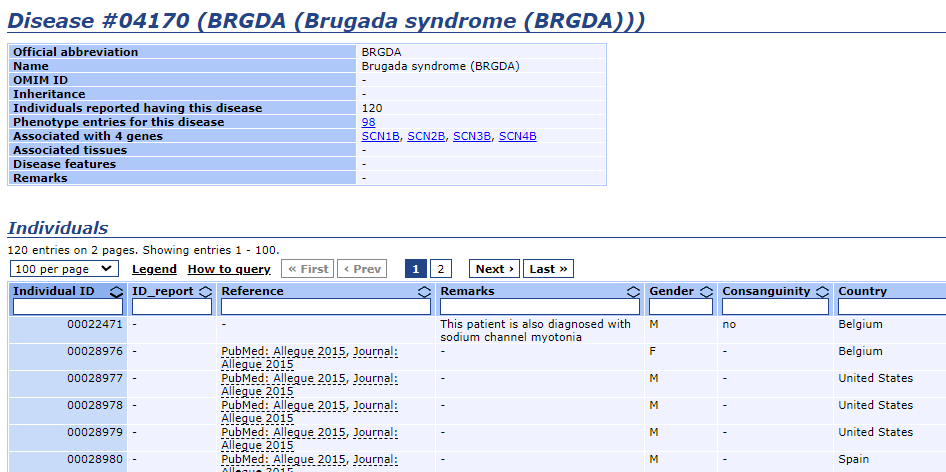 Disease #04170 (BRGDA (Brugada syndrome (BRGDA)))
Official abbreviation BRGDA
Name Brugada syndrome (BRGDA)
OMIM ID -
Inheritance -
Individuals reported having this disease 120
Phenotype entries for this disease 98
Associated with 4 genes SCN1B, SCN2B, SCN3B, SCN4B
Associated tissues -
Disease features -
Remarks -
Individuals
120 entries on 2 pages. Showing entries 1 - 100.
100 per page Legend How to query « First ‹ Prev 1 2 Next › Last »
Individual ID ID_report Reference Remarks Gender Consanguinity Country
00022471 - - This patient is also diagnosed with M no Belgium
sodium channel myotonia
00028976 - PubMed: Allegue 2015, Journal: - F - Belgium
Allegue 2015
00028977 - PubMed: Allegue 2015, Journal: - M - United States
Allegue 2015
00028978 - PubMed: Allegue 2015, Journal: - M - United States
Allegue 2015
00028979 - PubMed: Allegue 2015, Journal: - M - United States
Allegue 2015
00028980 - PubMed: Allegue 2015, Journal: - M - Spain
Allegue 2015